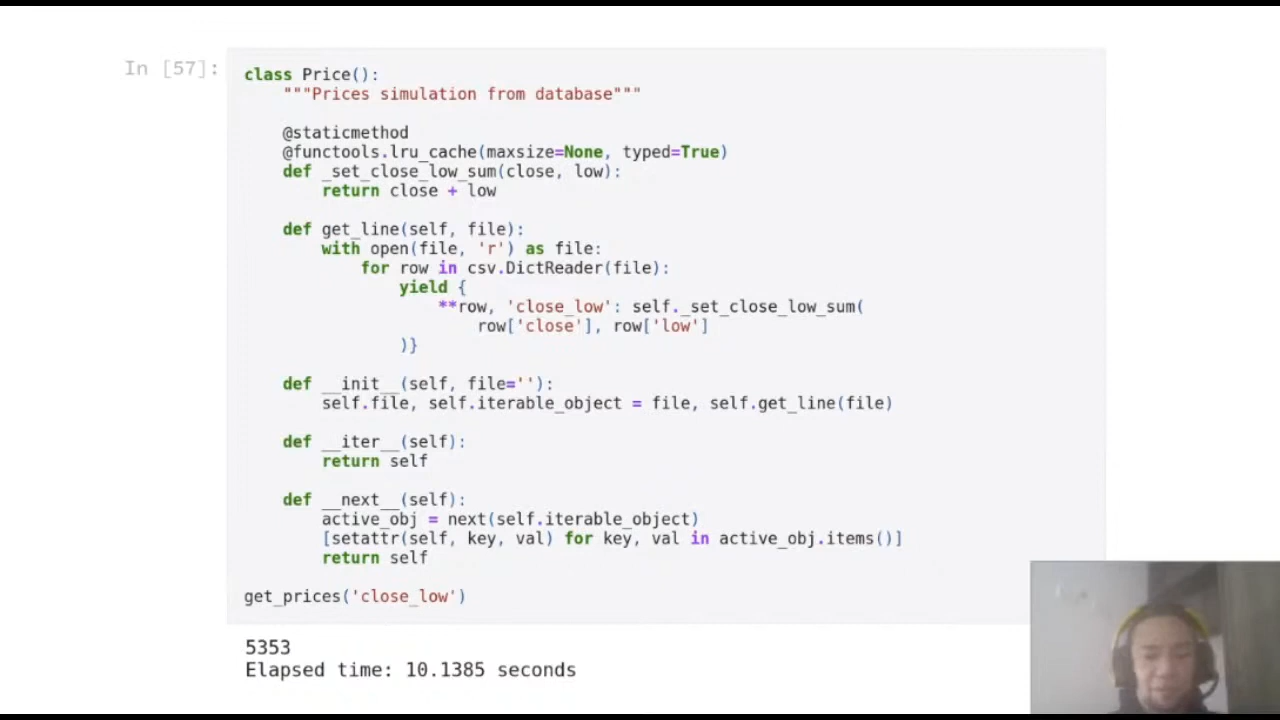 In [57]:
class Price():
"""Prices simulation from database"""
@staticmethod
@functools.lru_cache(maxsize=None, typed=True)
def _set_close_low_sum(close, low):
return close + low
def get_line(self, file):
with open(file, 'r') as file:
for row in csv.DictReader(file):
yield {
**row, 'close_low': self._set_close_low_sum(
row['close'], row['low']
)}
def __init__(self, file=''):
self.file, self.iterable_object = file, self.get_line(file)
def __iter__(self):
return self
def __next__(self):
active_obj = next(self.iterable_object)
[setattr(self, key, val) for key, val in active_obj.items()]
return self
get_prices('close_low')
5353
Elapsed time: 10.1385 seconds